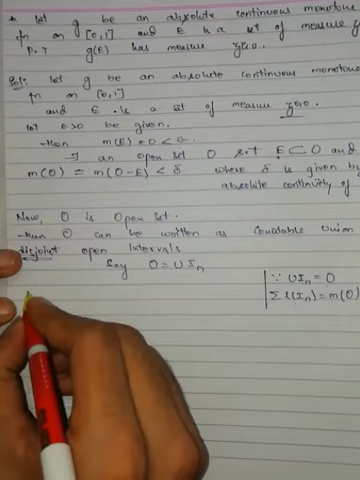 * Let g be an absolute continuous monotone
fn on [0,1] and E is a set of measure
p.T g(E) has measure zero.
Sol: let g be an absolute continuous monotone
fn on [0,1]
and E is a set of measure zero.
let ε>0 be given.
then m(E) = 0 < ε
∃ an open set O s.t E⊂O and
m(O) = m(O-E) < δ where δ is given by
absolute continuity of
Now, O is open set.
then O can be written as Countable Union
disjoint open Intervals
Say O = ∪In
∵ ∪In = O
Σ l(In) = m(O)